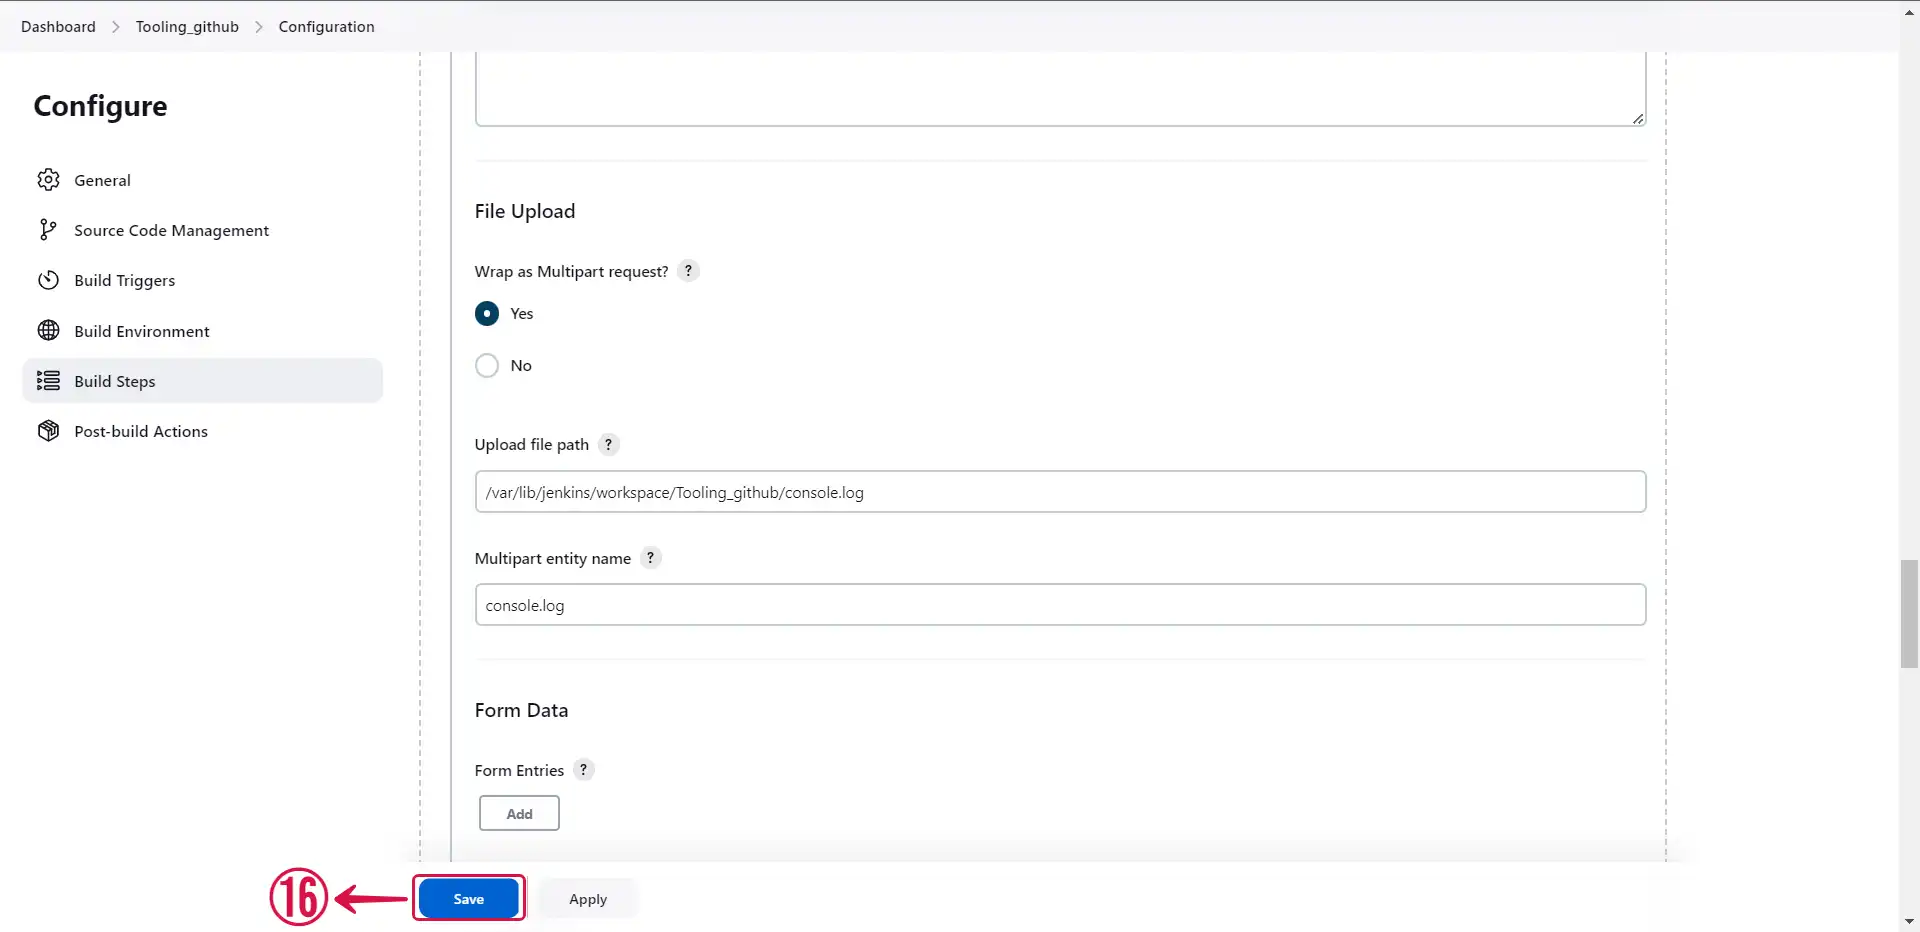 Dashboard > Tooling_github > Configuration
Configure
General
Source Code Management
Build Triggers
Build Environment
Build Steps
Post-build Actions
File Upload
Wrap as Multipart request? ?
Yes
No
Upload file path ?
/var/lib/jenkins/workspace/Tooling_github/console.log
Multipart entity name ?
console.log
Form Data
Form Entries ?
Add
16
Save
Apply